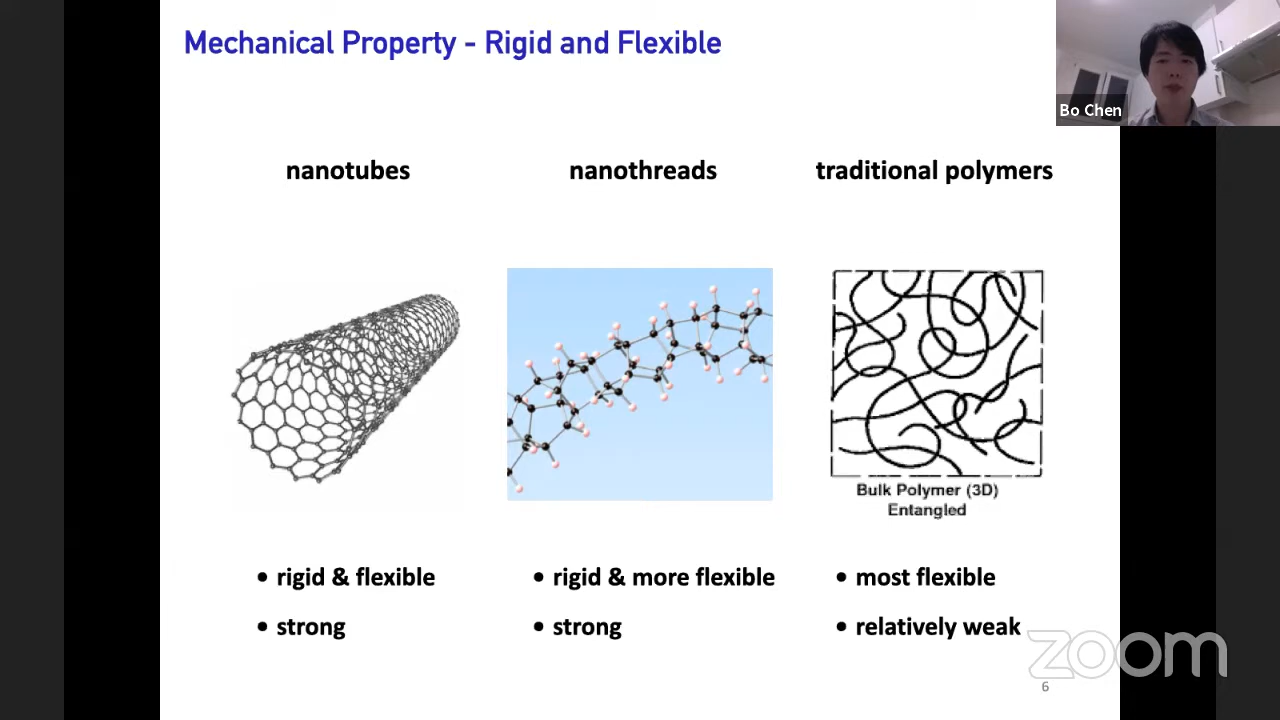 Mechanical Property - Rigid and Flexible
Bo Chen
nanotubes
nanothreads
traditional polymers
Bulk Polymer (3D)
Entangled
• rigid & flexible
• strong
• rigid & more flexible
• strong
• most flexible
• relatively weak
zoom
6